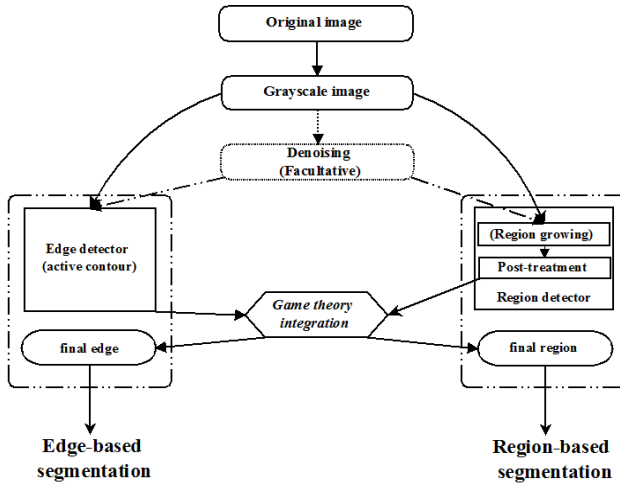 Original image
Grayscale image
Denoising
(Facultative)
Edge detector
(active contour)
(Region growing)
Post-treatment
Region detector
Game theory
integration
final edge
final region
Edge-based
segmentation
Region-based
segmentation